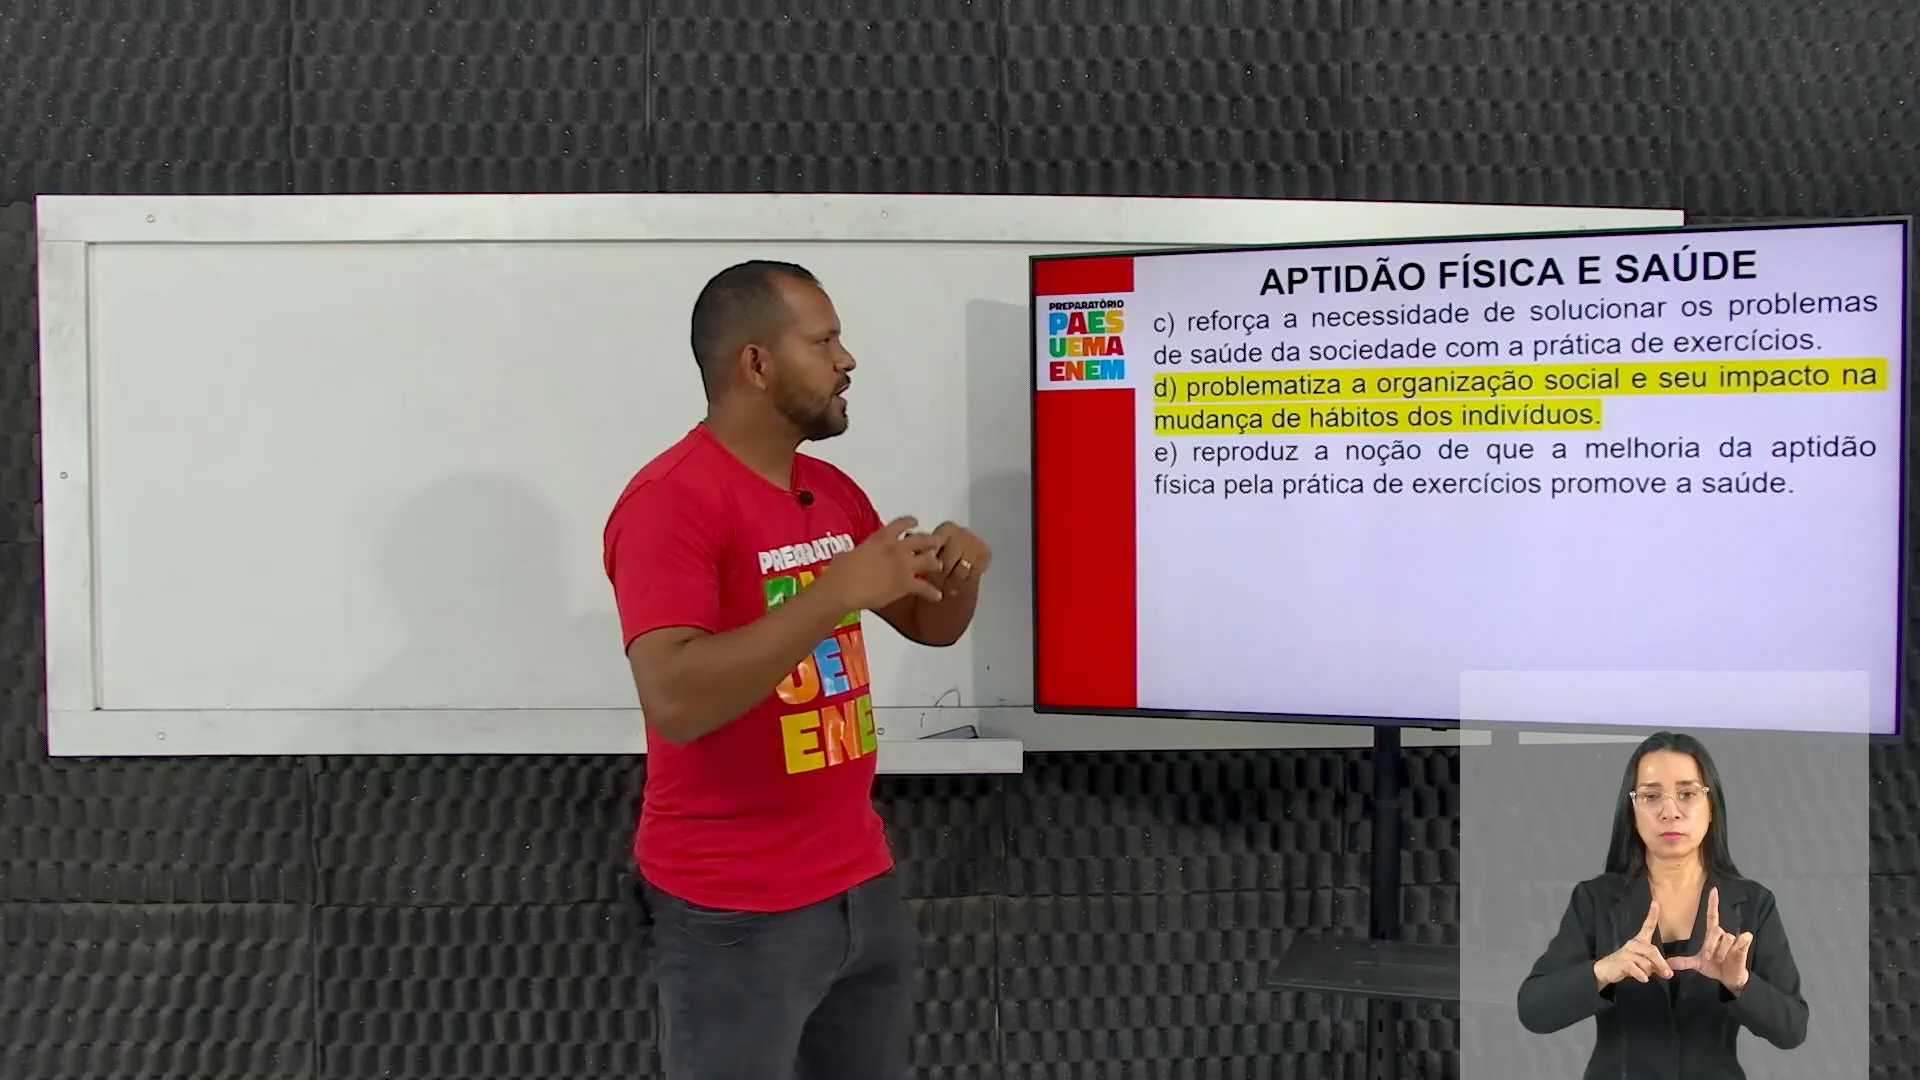 APTIDÃO FÍSICA E SAÚDE
PREPARATÓRIO
PAES
UEMA
ENEM
c) reforça a necessidade de solucionar os problemas
de saúde da sociedade com a prática de exercícios.
d) problematiza a organização social e seu impacto na
mudança de hábitos dos indivíduos.
e) reproduz a noção de que a melhoria da aptidão
física pela prática de exercícios promove a saúde.
PREPARATÓRIO